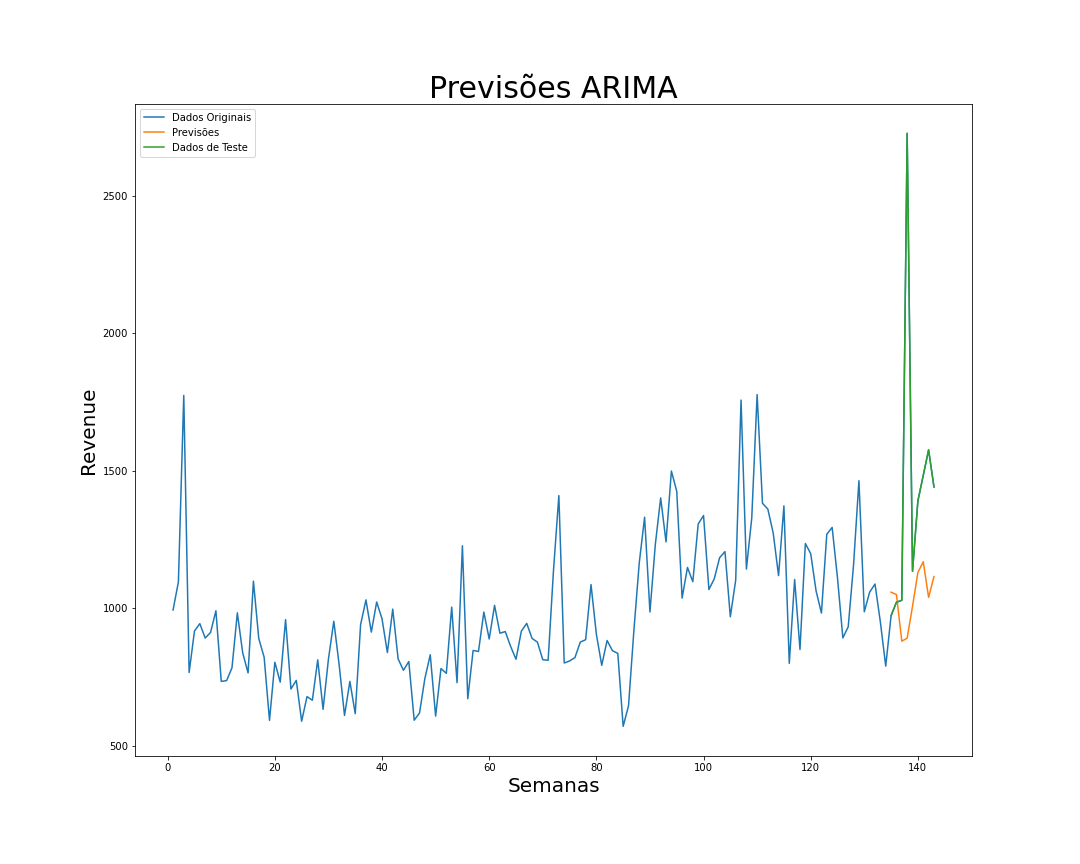 Previsões ARIMA
Dados Originais
Previsões
Dados de Teste
Revenue
2500
2000
1500
1000
500
0 20 40 60 80 100 120 140
Semanas